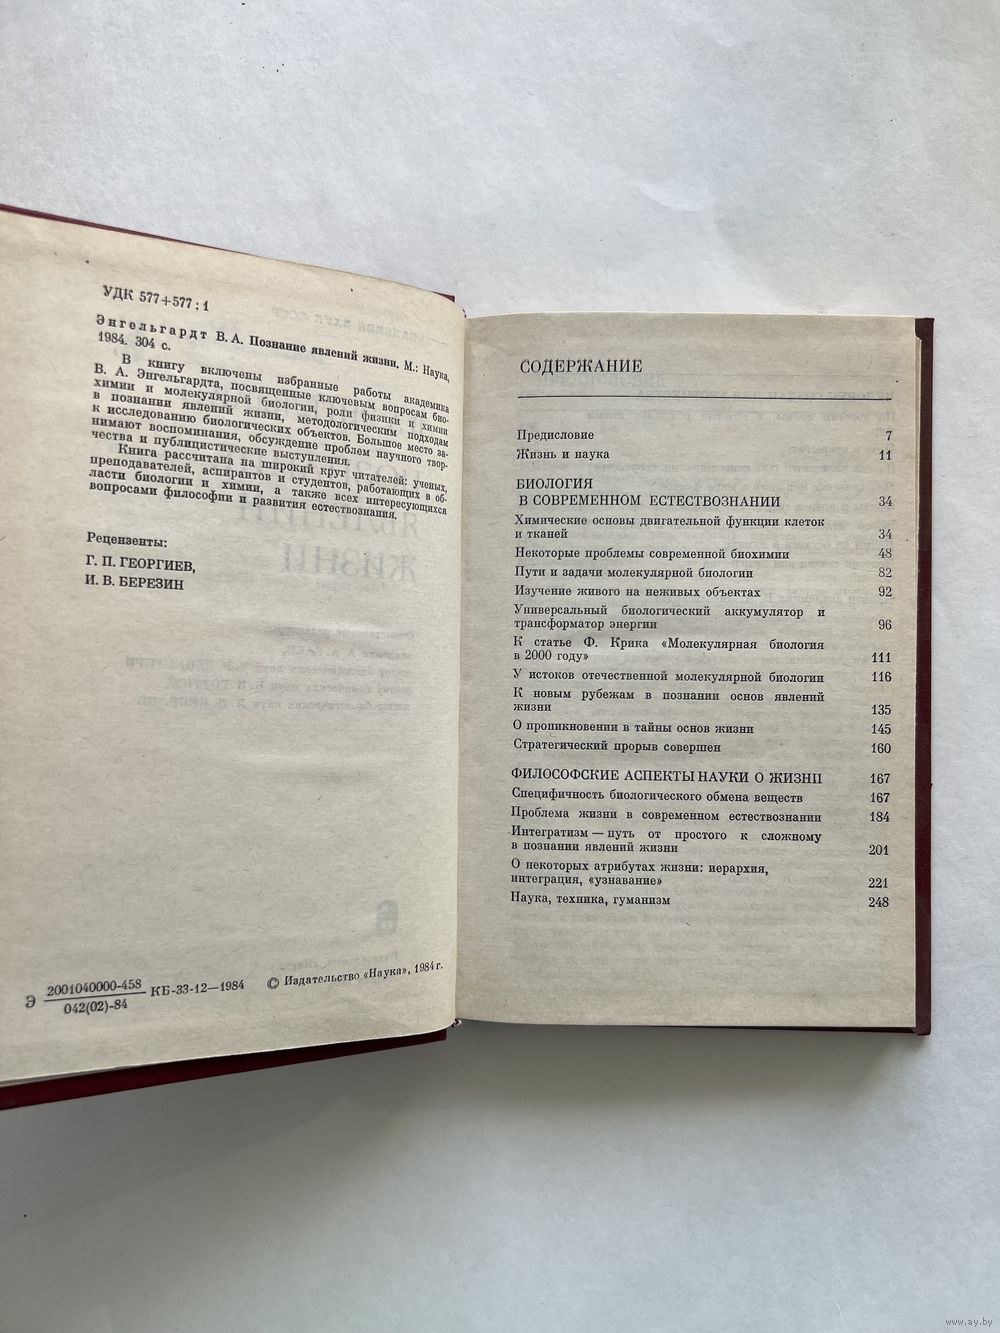 УДК 577+577 : 1
Энгельгардт В. А. Познание явлений жизни. М.: Наука,
1984. 304 с.
В книгу включены избранные работы академика
В. А. Энгельгардта, посвященные ключевым вопросам био-
химии и молекулярной биологии, роли физики и химии
в познании явлений жизни, методологическим подходам
к исследованию биологических объектов. Большое место за-
нимают воспоминания, обсуждение проблем научного твор-
чества и публицистические выступления.
Книга рассчитана на широкий круг читателей: ученых,
преподавателей, аспирантов и студентов, работающих в об-
ласти биологии и химии, а также всех интересующихся
вопросами философии и развития естествознания.
Рецензенты:
Г. П. ГЕОРГИЕВ,
И. В. БЕРЕЗИН
Э 2001040000-458
042(02)-84
КБ-33-12—1984
© Издательство «Наука», 1984 г.
СОДЕРЖАНИЕ
Предисловие 7
Жизнь и наука 11
БИОЛОГИЯ
В СОВРЕМЕННОМ ЕСТЕСТВОЗНАНИИ 34
Химические основы двигательной функции клеток
и тканей 34
Некоторые проблемы современной биохимии 48
Пути и задачи молекулярной биологии 82
Изучение живого на неживых объектах 92
Универсальный биологический аккумулятор и
трансформатор энергии 96
К статье Ф. Крика «Молекулярная биология
в 2000 году» 111
У истоков отечественной молекулярной биологии 116
К новым рубежам в познании основ явлений
жизни 135
О проникновении в тайны основ жизни 145
Стратегический прорыв совершен 160
ФИЛОСОФСКИЕ АСПЕКТЫ НАУКИ О ЖИЗНИ 167
Специфичность биологического обмена веществ 167
Проблема жизни в современном естествознании 184
Интегратизм — путь от простого к сложному
в познании явлений жизни 201
О некоторых атрибутах жизни: иерархия,
интеграция, «узнавание» 221
Наука, техника, гуманизм 248
www.ay.by